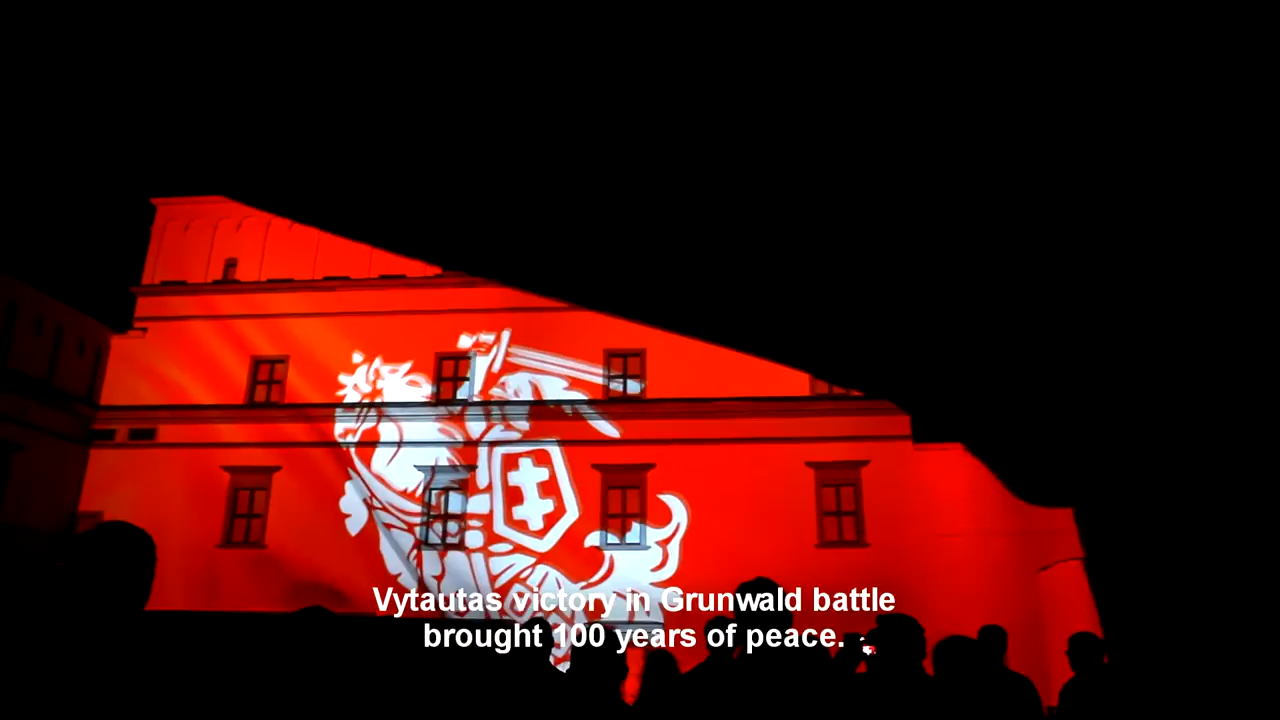 Vytautas victory in Grunwald battle
brought 100 years of peace.